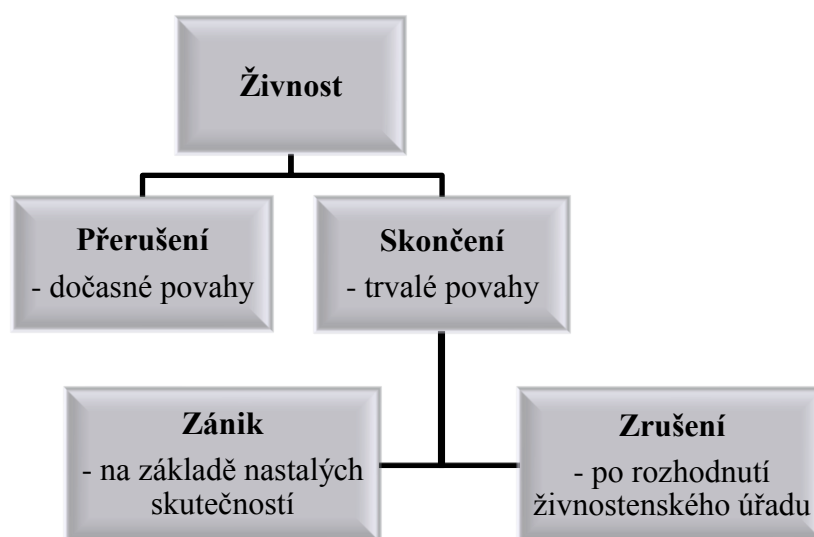 Živnost
Přerušení
- dočasné povahy
Skončení
- trvalé povahy
Zánik
- na základě nastalých
skutečností
Zrušení
- po rozhodnutí
živnostenského úřadu